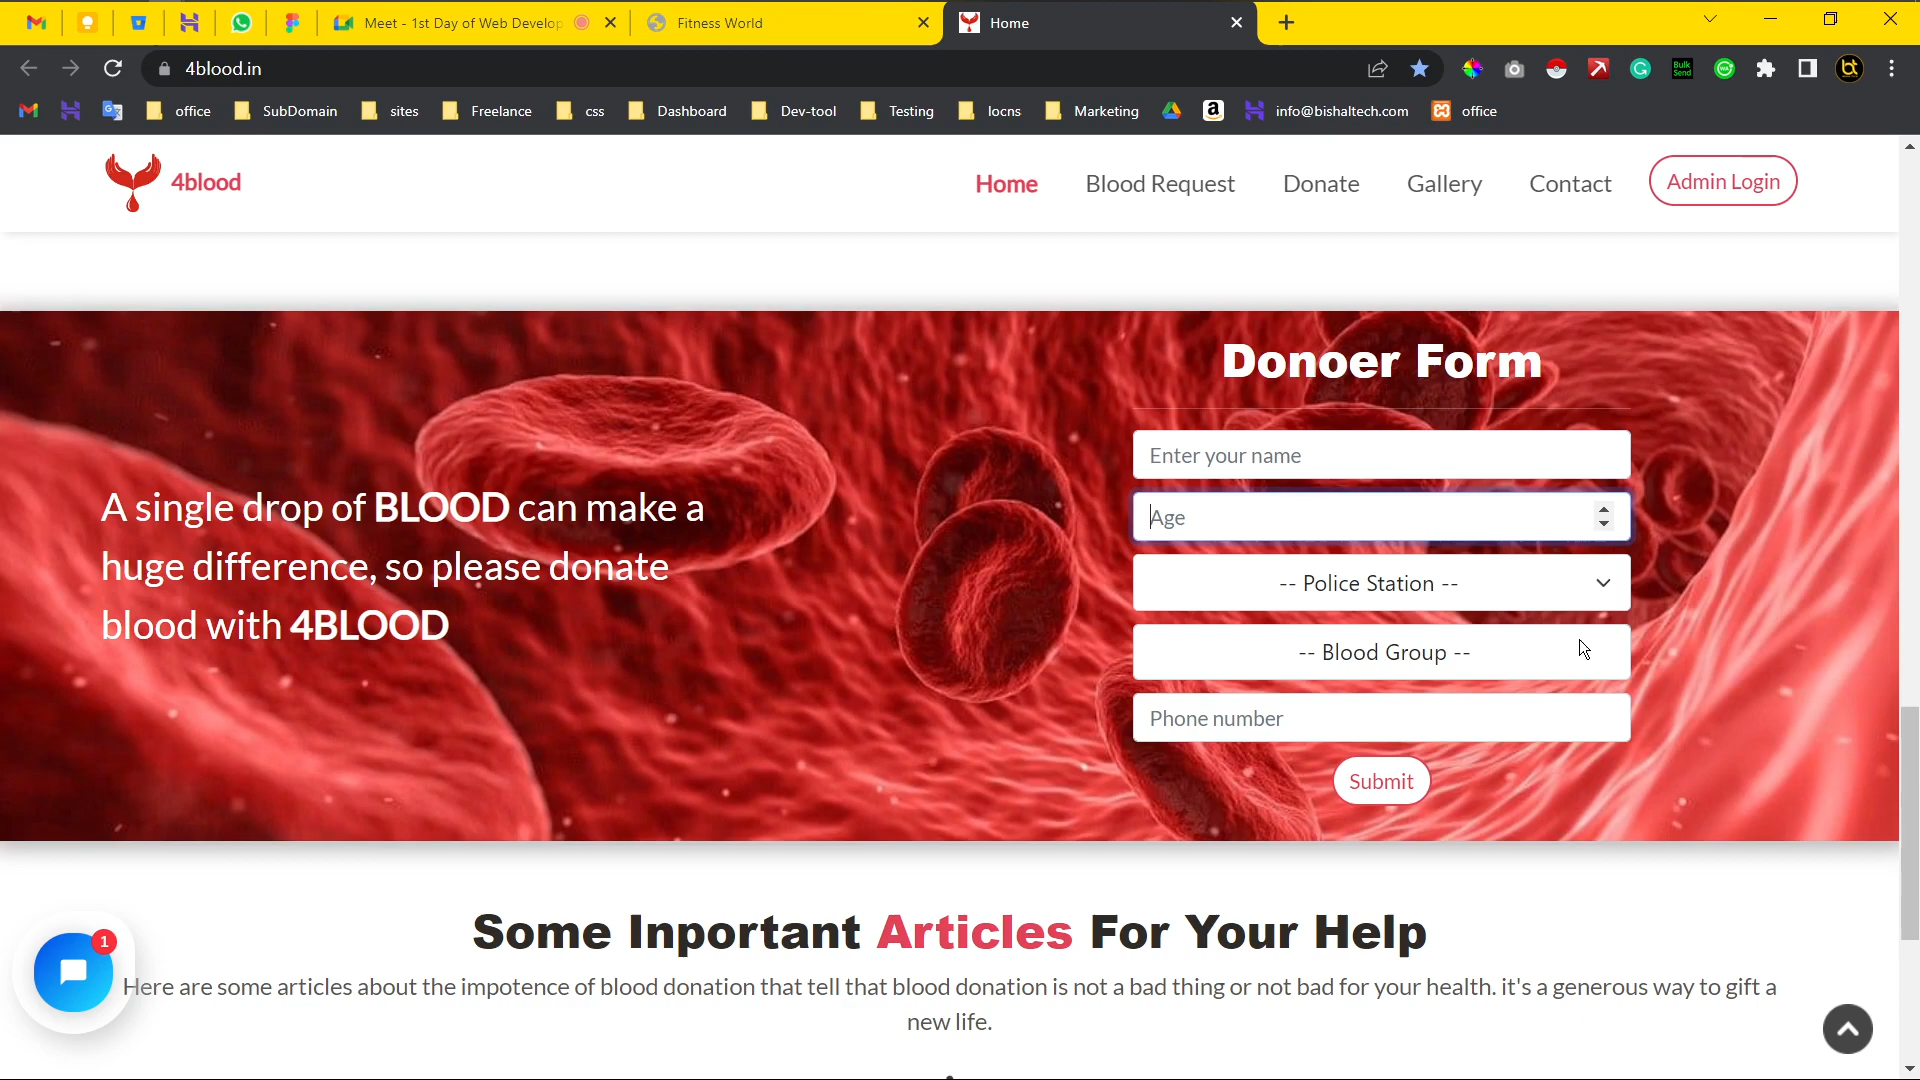 Meet - 1st Day of Web Develop
Fitness World
Home
4blood.in
office
SubDomain
sites
Freelance
css
Dashboard
Dev-tool
Testing
locns
Marketing
info@bishaltech.com
office
4blood
Home
Blood Request
Donate
Gallery
Contact
Admin Login
A single drop of BLOOD can make a
huge difference, so please donate
blood with 4BLOOD
Donoer Form
Enter your name
Age
-- Police Station --
-- Blood Group --
Phone number
Submit
Some Inportant Articles For Your Help
Here are some articles about the impotence of blood donation that tell that blood donation is not a bad thing or not bad for your health. it's a generous way to gift a
new life.
1